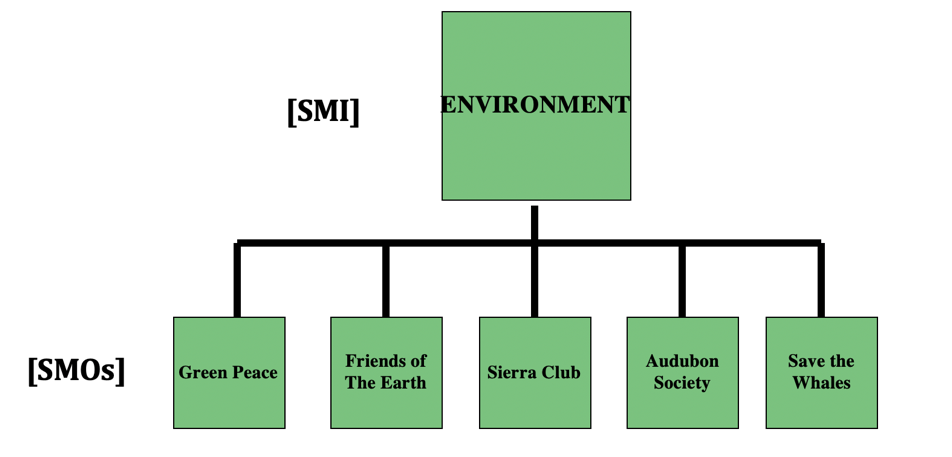 [SMI]
ENVIRONMENT
[SMOs]
Green Peace
Friends of
The Earth
Sierra Club
Audubon
Society
Save the
Whales